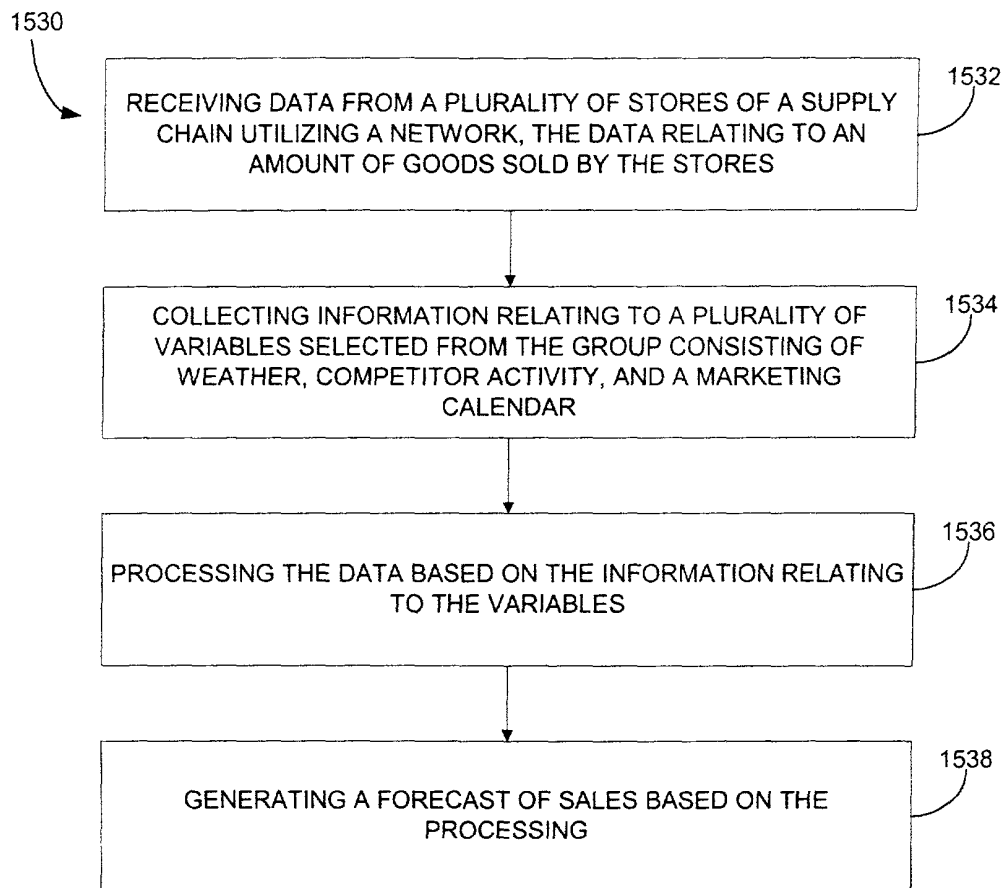 1530
1532
RECEIVING DATA FROM A PLURALITY OF STORES OF A SUPPLY
CHAIN UTILIZING A NETWORK, THE DATA RELATING TO AN
AMOUNT OF GOODS SOLD BY THE STORES
1534
COLLECTING INFORMATION RELATING TO A PLURALITY OF
VARIABLES SELECTED FROM THE GROUP CONSISTING OF
WEATHER, COMPETITOR ACTIVITY, AND A MARKETING
CALENDAR
1536
PROCESSING THE DATA BASED ON THE INFORMATION RELATING
TO THE VARIABLES
1538
GENERATING A FORECAST OF SALES BASED ON THE
PROCESSING